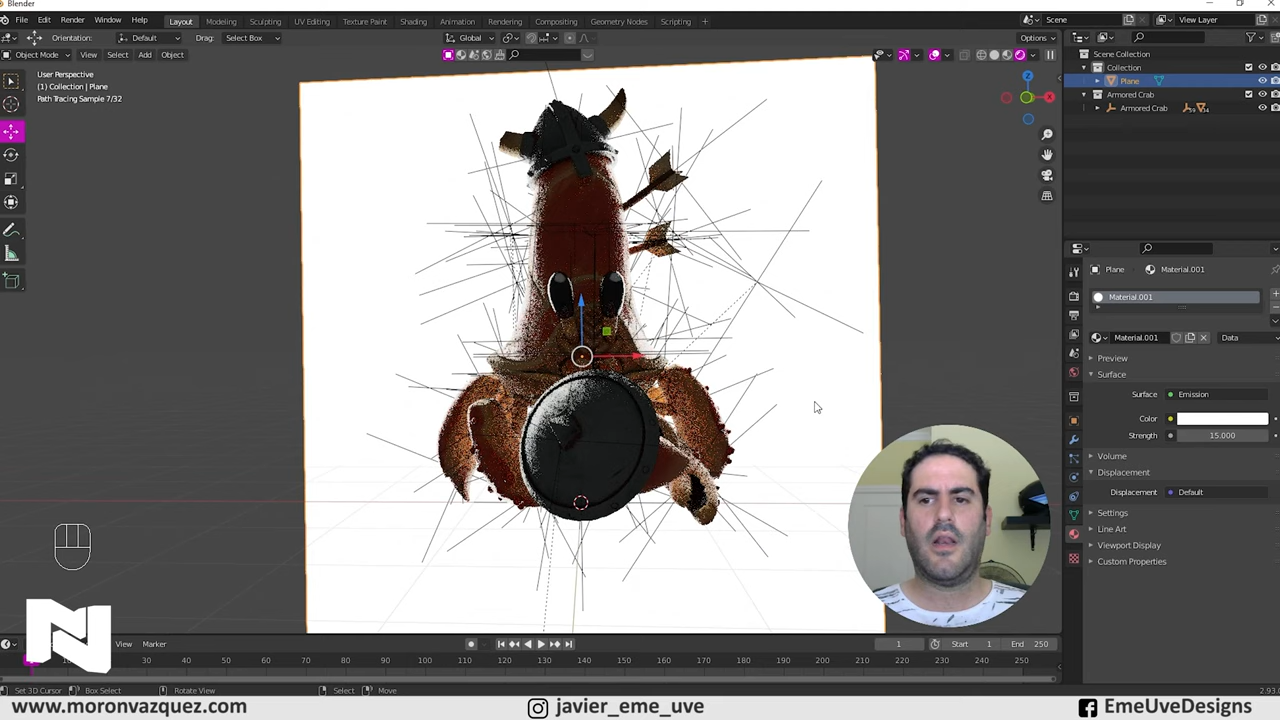 Blender
File Edit Render Window Help Layout Modeling Sculpting UV Editing Texture Paint Shading Animation Rendering Compositing Geometry Nodes Scripting + Scene View Layer
Orientation: Default Drag: Select Box Global Options
Object Mode View Select Add Object
User Perspective
(1) Collection | Plane
Path Tracing Sample 7/32
Z
X
Scene Collection
Collection
Plane
Armored Crab
Armored Crab
Plane Material.001
Material.001
Material.001 Data
Preview
Surface
Surface Emission
Color
Strength 15.000
Volume
Displacement
Displacement Default
Settings
Line Art
Viewport Display
Custom Properties
N
View Marker 1 Start 1 End 250
10 30 40 50 60 70 80 90 100 110 120 130 140 150 160 170 180 190 200 210 220 230 240 250
Set 3D Cursor Box Select Rotate View Select Move 2.93.0
www.moronvazquez.com javier_eme_uve EmeUveDesigns